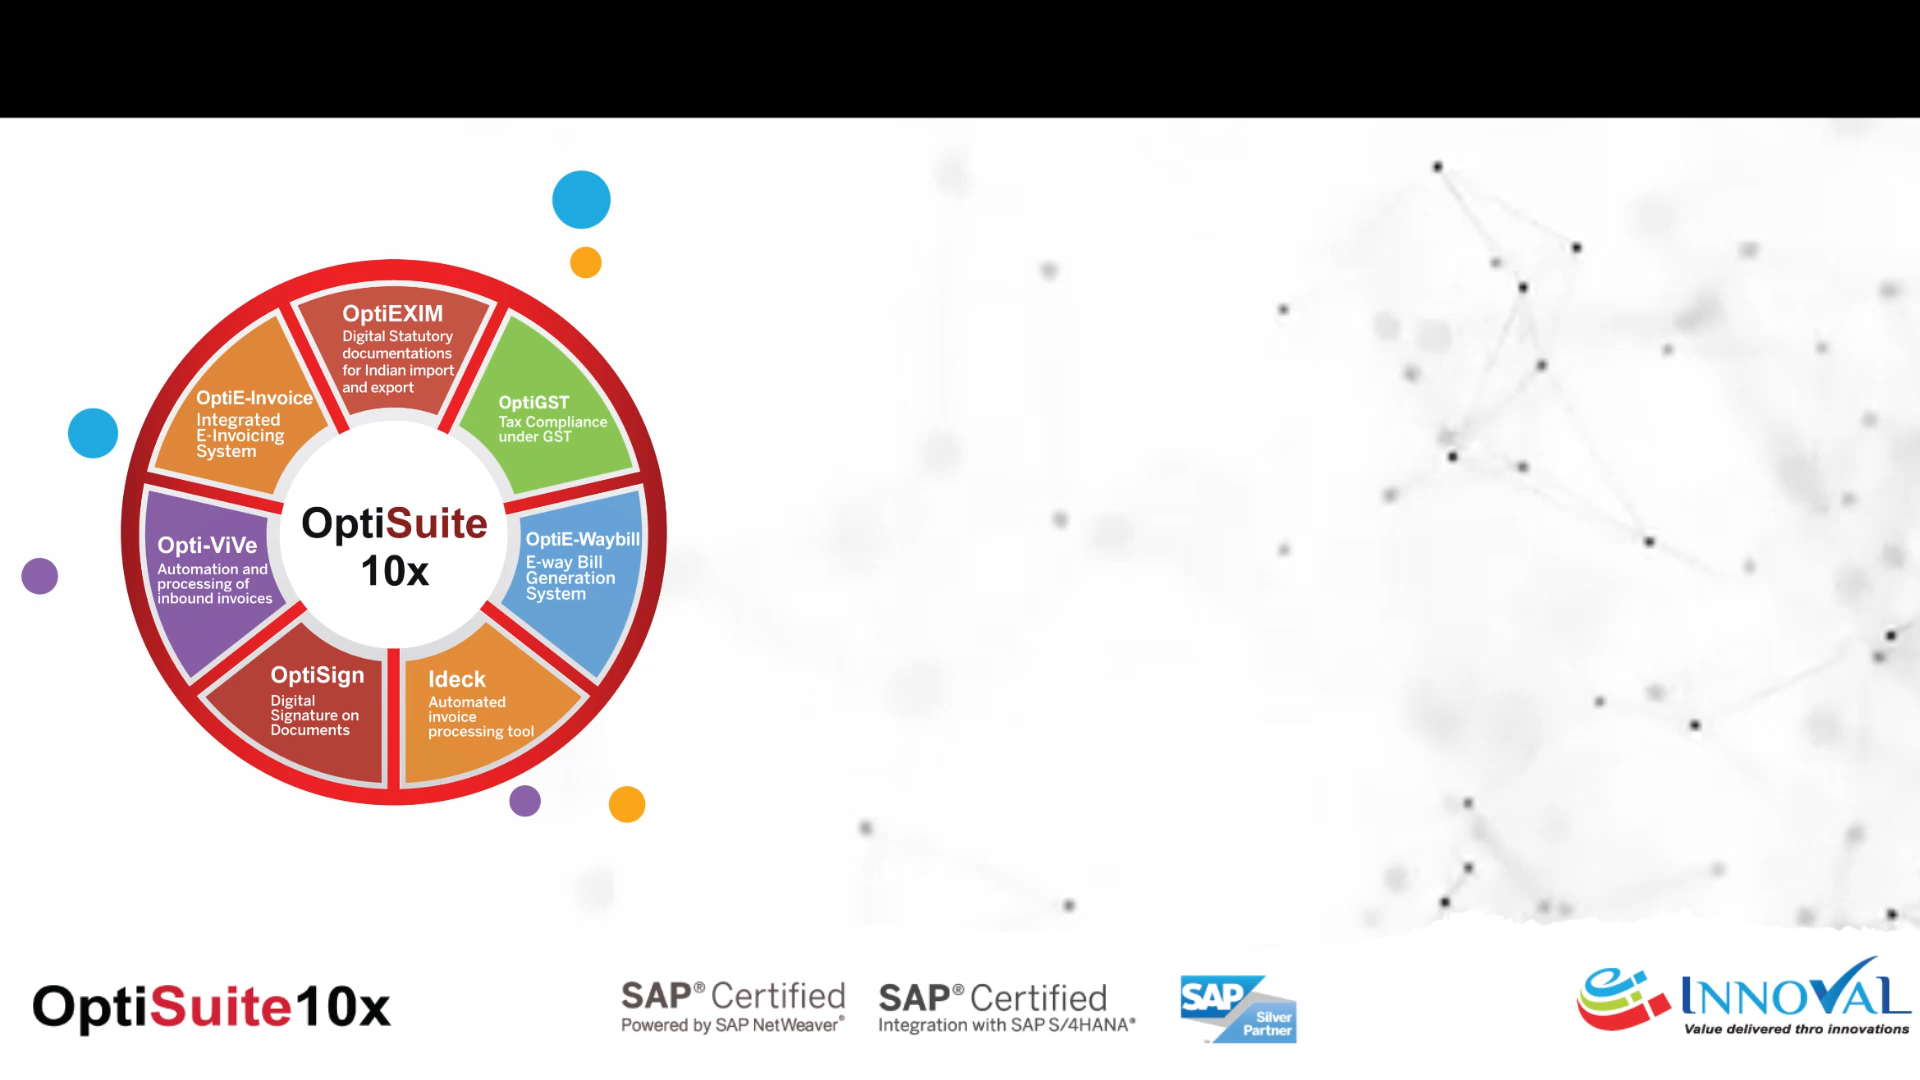 OptiEXIM
Digital Statutory
documentations
for Indian import
and export
OptiGST
Tax Compliance
under GST
OptiE-Waybill
E-way Bill
Generation
System
Ideck
Automated
invoice
processing tool
OptiSign
Digital
Signature on
Documents
Opti-ViVe
Automation and
processing of
inbound invoices
OptiE-Invoice
Integrated
E-Invoicing
System
OptiSuite
10x
OptiSuite10x
SAP® Certified
Powered by SAP NetWeaver®
SAP® Certified
Integration with SAP S/4HANA®
SAP
Silver
Partner
INNOVAL
Value delivered thro innovations